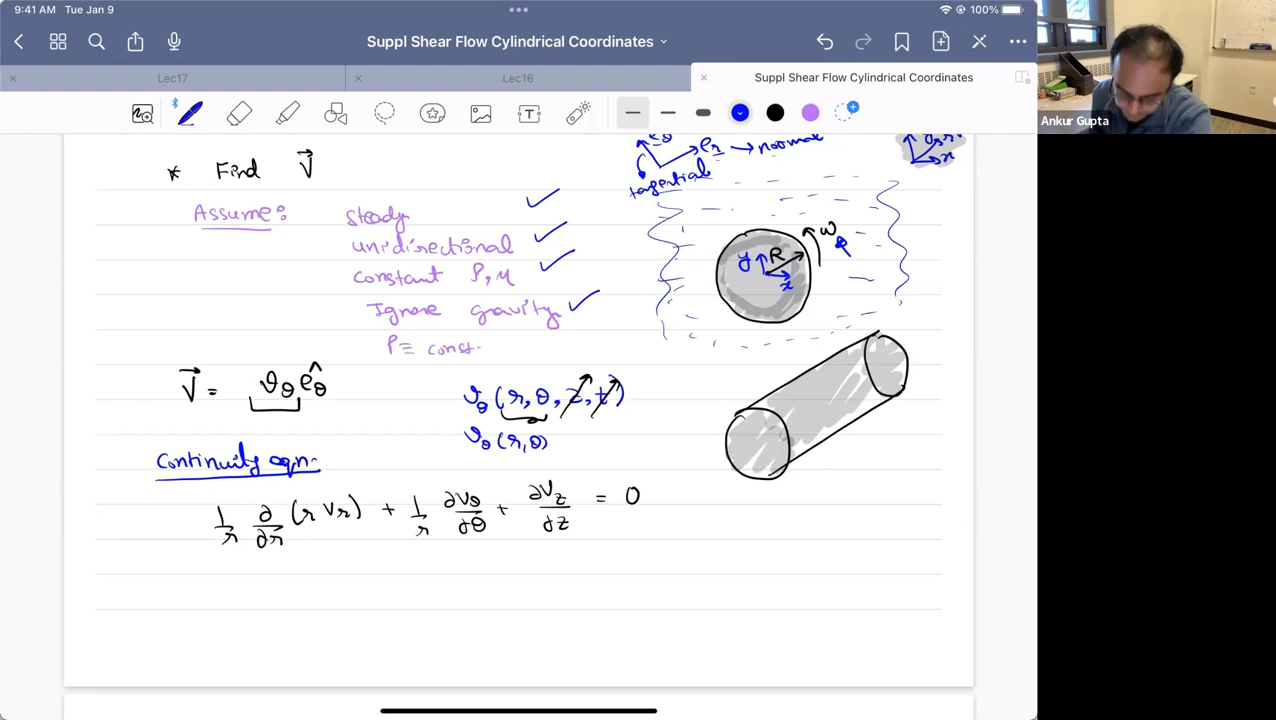 9:41 AM Tue Jan 9
100%
Suppl Shear Flow Cylindrical Coordinates
Lec17
Lec16
Suppl Shear Flow Cylindrical Coordinates
Ankur Gupta
* Find V⃗
e_r → normal
tangential
Assume:
steady ✓
unidirectional ✓
constant ρ, μ ✓
Ignore gravity ✓
P ≡ const.
ω
R
y
x
x
V⃗ = v_θ ê_θ
v_θ (r, θ, z, t)
v_θ (r, θ)
Continuity eqn:
1/r ∂/∂r (r v_r) + 1/r ∂v_θ/∂θ + ∂v_z/∂z = 0